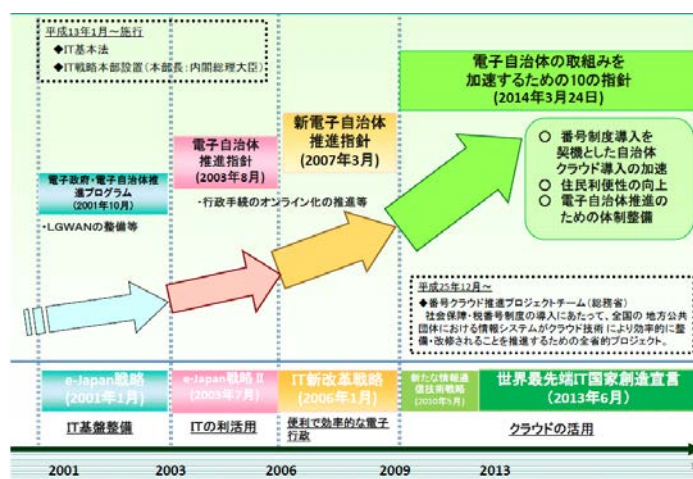 平成13年1月～施行
◆IT基本法
◆IT戦略本部設置(本部長:内閣総理大臣)
電子自治体の取組みを
加速するための10の指針
(2014年3月24日)
新電子自治体
推進指針
(2007年3月)
電子自治体
推進指針
(2003年8月)
電子政府・電子自治体推
進プログラム
(2001年10月)
○ 番号制度導入を
契機とした自治体
クラウド導入の加速
○ 住民利便性の向上
○ 電子自治体推進の
ための体制整備
・行政手続のオンライン化の推進等
・LGWANの整備等
平成25年12月～
◆番号クラウド推進プロジェクトチーム(総務省)
社会保障・税番号制度の導入にあたって、全国の 地方公共
団体における情報システムがクラウド技術 により効率的に整
備・改修されることを推進するための全省的プロジェクト。
e-Japan戦略
(2001年1月)
e-Japan戦略Ⅱ
(2003年7月)
IT新改革戦略
(2006年1月)
新たな情報通
信技術戦略
(2010年5月)
世界最先端IT国家創造宣言
(2013年6月)
IT基盤整備
ITの利活用
便利で効率的な電子
行政
クラウドの活用
2001
2003
2006
2009
2013